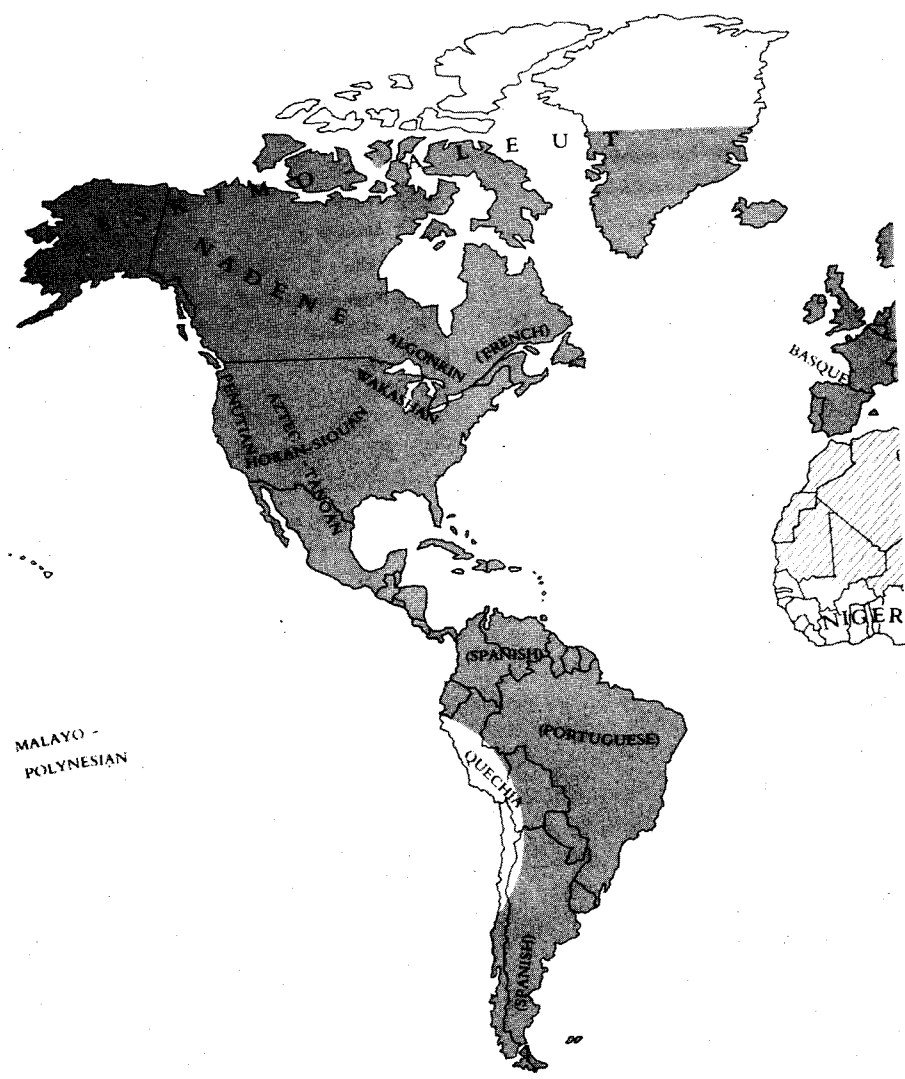 ESKIMO ALEUT
NADENE
ALGONKIN
(FRENCH)
WAKASHAN
PENUTIAN
AZTEC-TANOAN
HOKAN-SIOUAN
BASQUE
NIGER
(SPANISH)
(PORTUGUESE)
QUECHUA
(SPANISH)
MALAYO -
POLYNESIAN